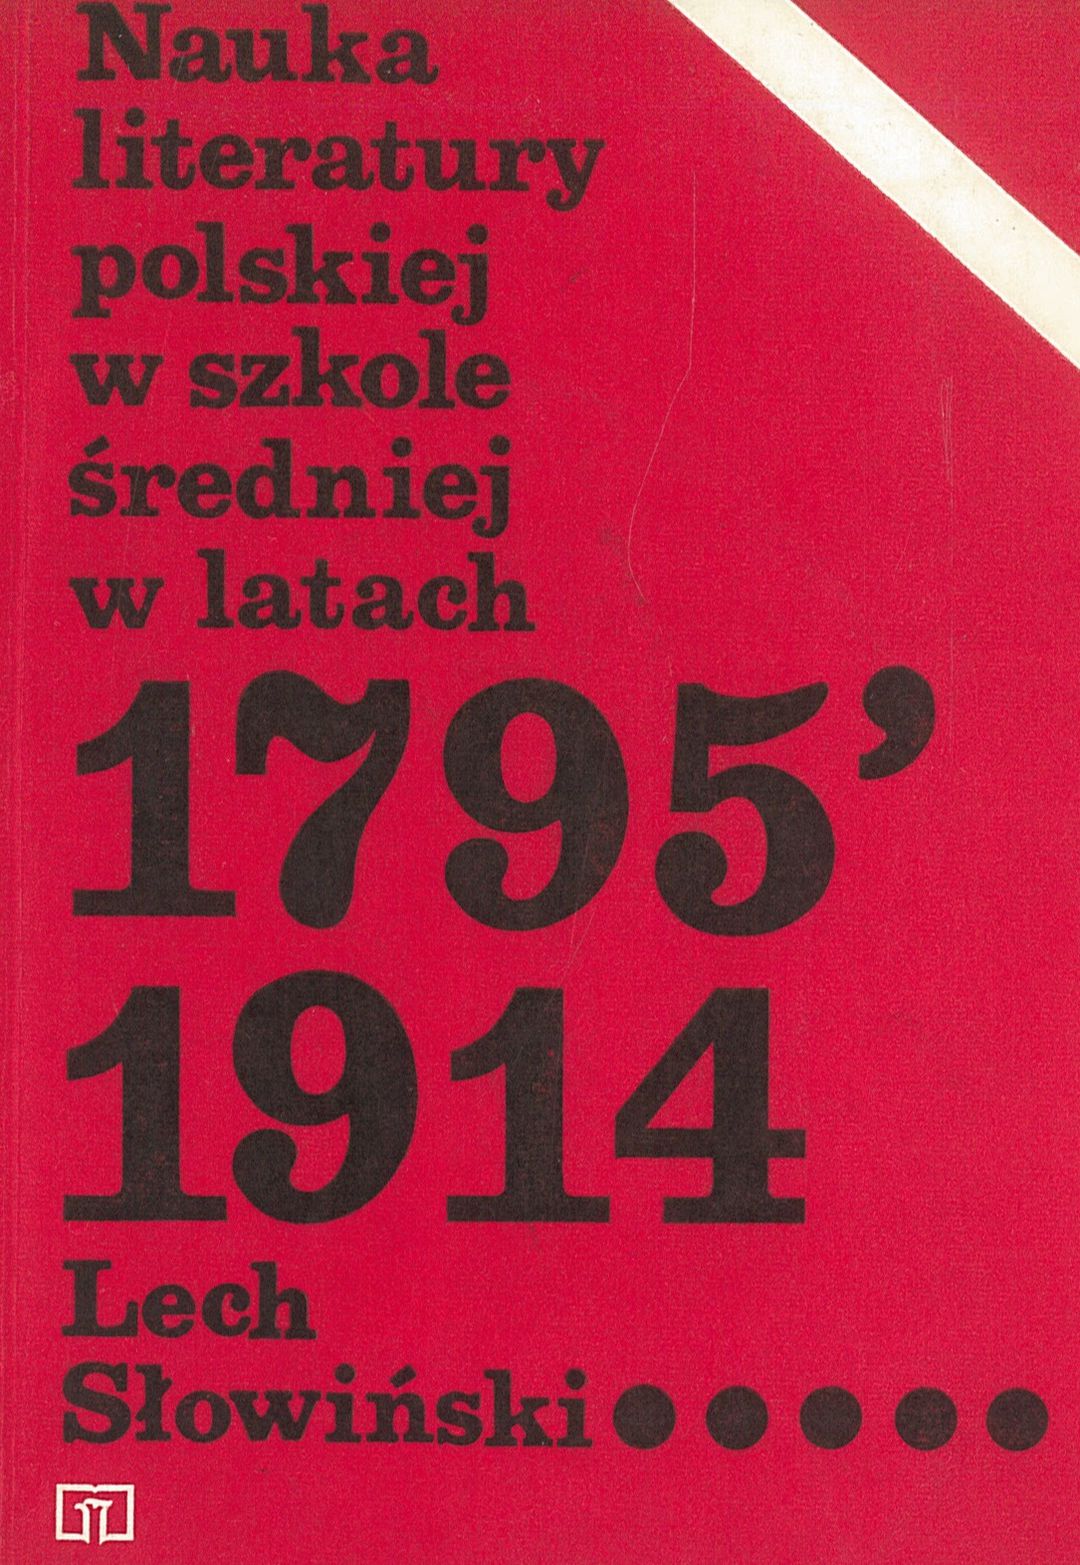 Nauka
literatury
polskiej
w szkole
średniej
w latach
1795’
1914
Lech
Słowiński●●●●●